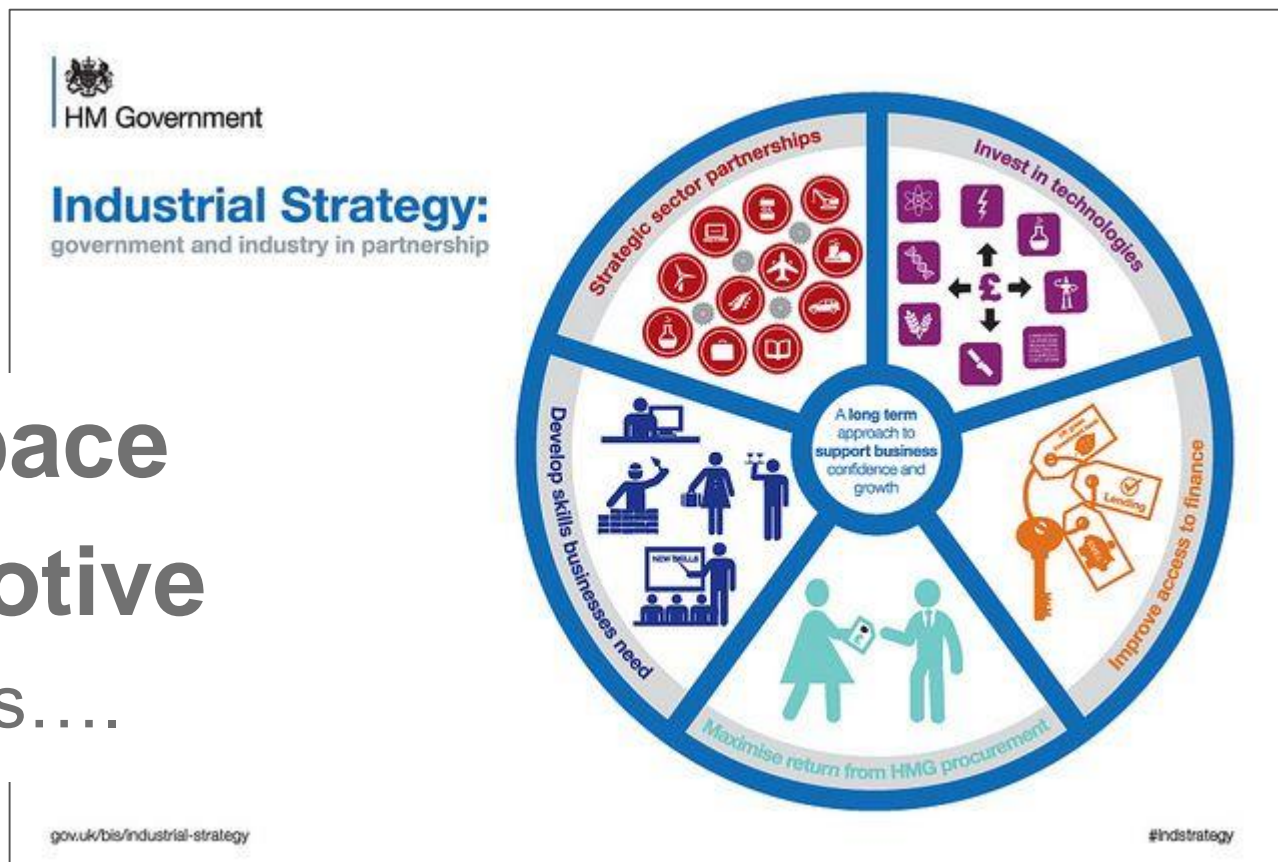 HM Government
Industrial Strategy:
government and industry in partnership
Strategic sector partnerships
Invest in technologies
£
Develop skills businesses need
NEW SKILLS
A long term
approach to
support business
confidence and
growth
Lending
Improve access to finance
Maximise return from HMG procurement
pace
otive
s....
gov.uk/bis/industrial-strategy
#indstrategy